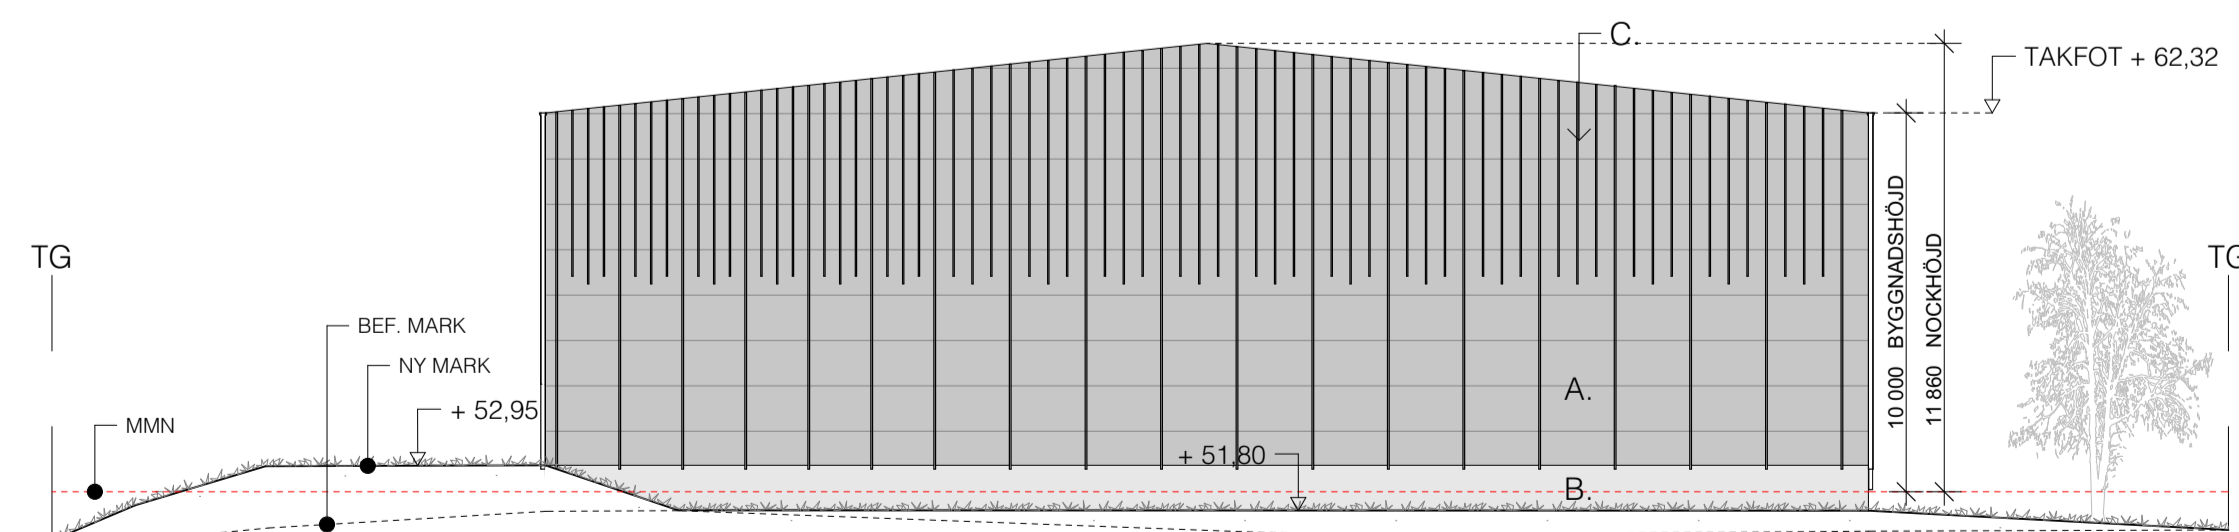 C.
TAKFOT + 62,32
TG
TG
BEF. MARK
NY MARK
+ 52,95
MMN
+ 51,80
A.
B.
10 000 BYGGNADSHÖJD
11 860 NOCKHÖJD